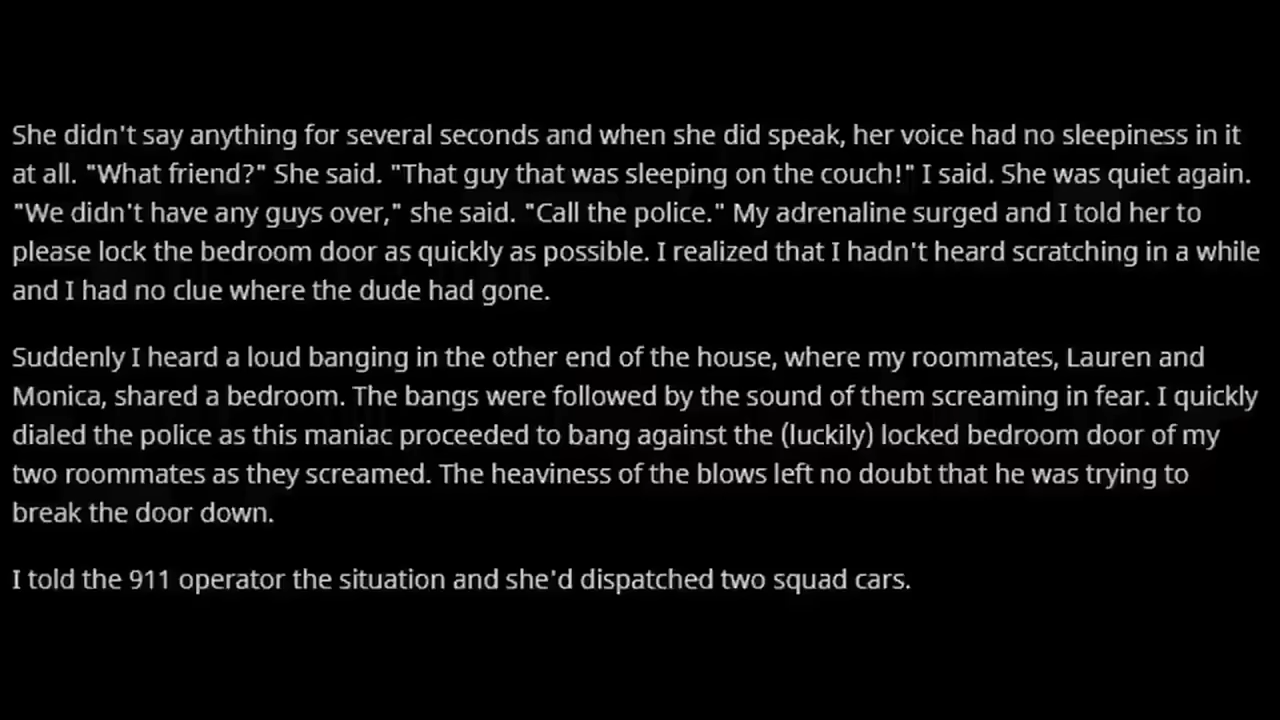 She didn't say anything for several seconds and when she did speak, her voice had no sleepiness in it
at all. "What friend?" She said. "That guy that was sleeping on the couch!" I said. She was quiet again.
"We didn't have any guys over," she said. "Call the police." My adrenaline surged and I told her to
please lock the bedroom door as quickly as possible. I realized that I hadn't heard scratching in a while
and I had no clue where the dude had gone.
Suddenly I heard a loud banging in the other end of the house, where my roommates, Lauren and
Monica, shared a bedroom. The bangs were followed by the sound of them screaming in fear. I quickly
dialed the police as this maniac proceeded to bang against the (luckily) locked bedroom door of my
two roommates as they screamed. The heaviness of the blows left no doubt that he was trying to
break the door down.
I told the 911 operator the situation and she'd dispatched two squad cars.